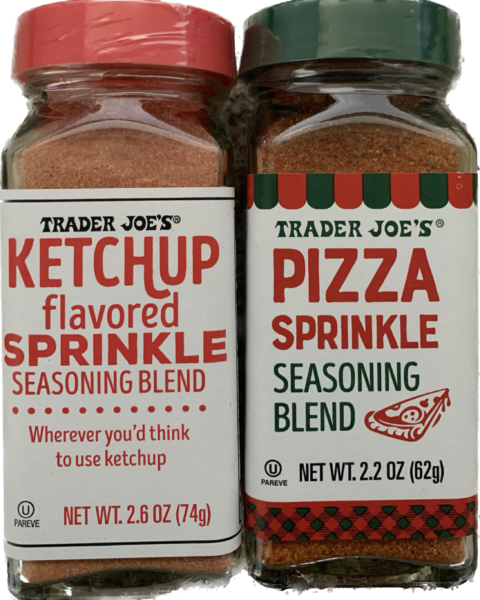 TRADER JOE'S®
KETCHUP
flavored
SPRINKLE
SEASONING BLEND
Wherever you'd think
to use ketchup
U
PAREVE
NET WT. 2.6 OZ (74g)
TRADER JOE'S®
PIZZA
SPRINKLE
SEASONING
BLEND
U
PAREVE
NET WT. 2.2 OZ (62g)